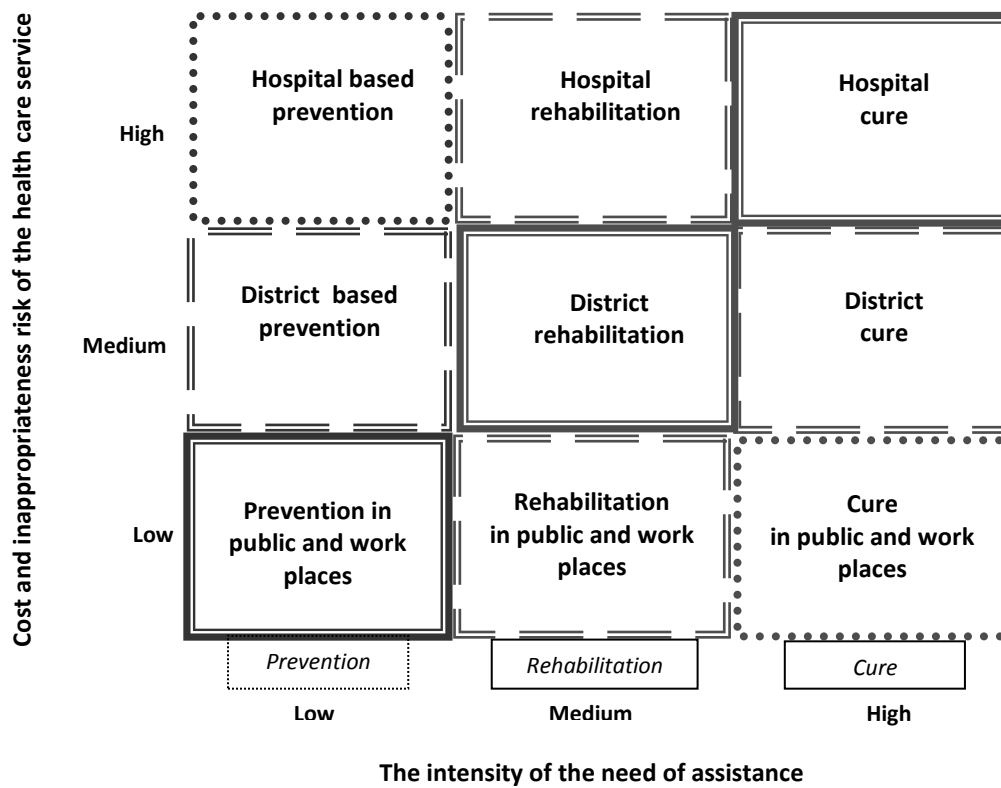 Cost and inappropriateness risk of the health care service
High
Hospital based
prevention
Hospital
rehabilitation
Hospital
cure
Medium
District based
prevention
District
rehabilitation
District
cure
Low
Prevention in
public and work
places
Rehabilitation
in public and work
places
Cure
in public and work
places
Prevention
Rehabilitation
Cure
Low
Medium
High
The intensity of the need of assistance